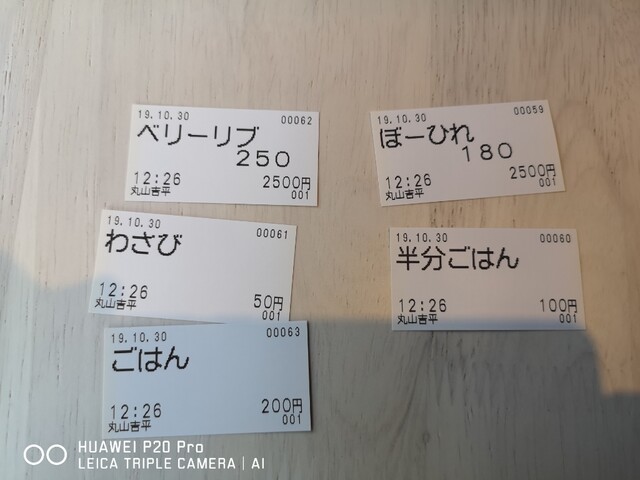 19.10.30 00062
ベリーリブ
250
12:26 2500円
丸山吉平 001
19.10.30 00059
ぼーひれ
180
12:26 2500円
丸山吉平 001
19.10.30 00061
わさび
12:26 50円
丸山吉平 001
19.10.30 00060
半分ごはん
12:26 100円
丸山吉平 001
19.10.30 00063
ごはん
12:26 200円
丸山吉平 001
HUAWEI P20 Pro
LEICA TRIPLE CAMERA | AI